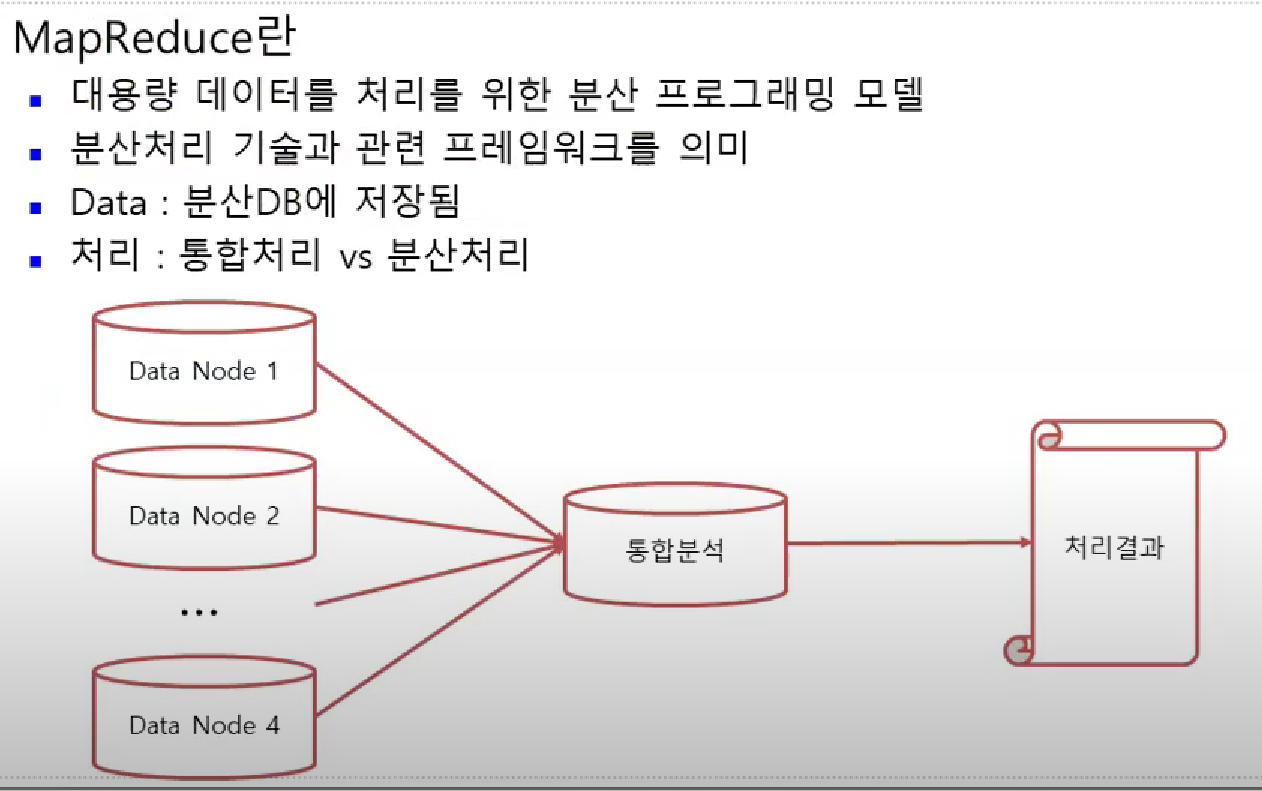 MapReduce란
대용량 데이터를 처리를 위한 분산 프로그래밍 모델
분산처리 기술과 관련 프레임워크를 의미
Data : 분산DB에 저장됨
처리 : 통합처리 vs 분산처리
Data Node 1
Data Node 2
...
Data Node 4
통합분석
처리결과